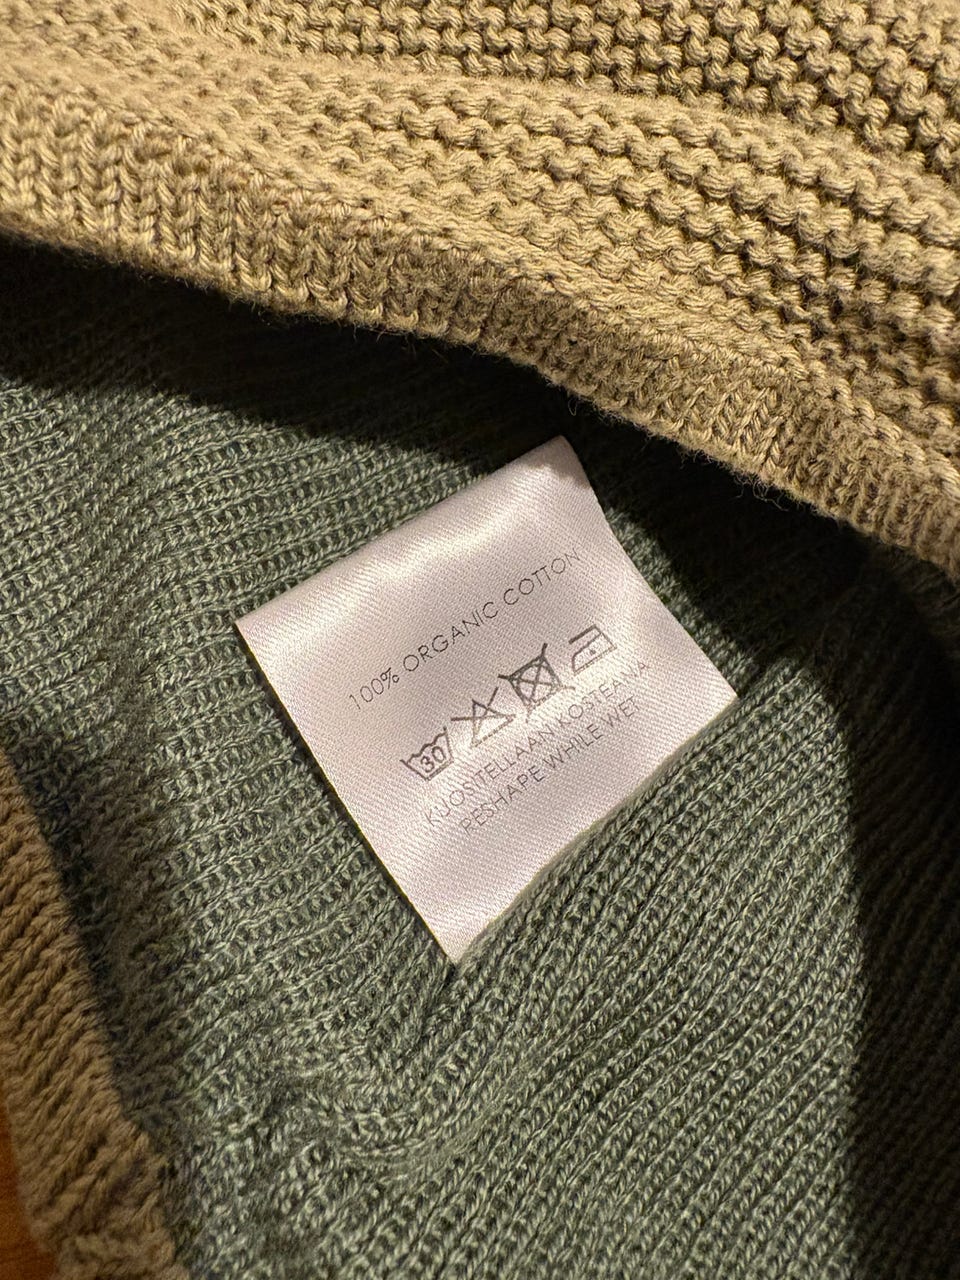 100% ORGANIC COTTON
30
MUOTOILLAAN KOSTEANA
RESHAPE WHILE WET